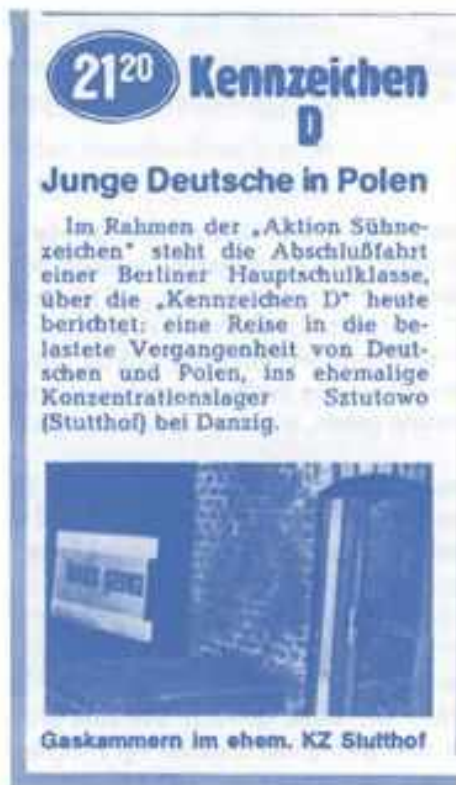 21²⁰ Kennzeichen
D
Junge Deutsche in Polen
Im Rahmen der „Aktion Sühne-
zeichen" steht die Abschlußfahrt
einer Berliner Hauptschulklasse,
über die „Kennzeichen D" heute
berichtet: eine Reise in die be-
lastete Vergangenheit von Deut-
schen und Polen, ins ehemalige
Konzentrationslager Sztutowo
(Stutthof) bei Danzig.
Gaskammern im ehem. KZ Stutthof